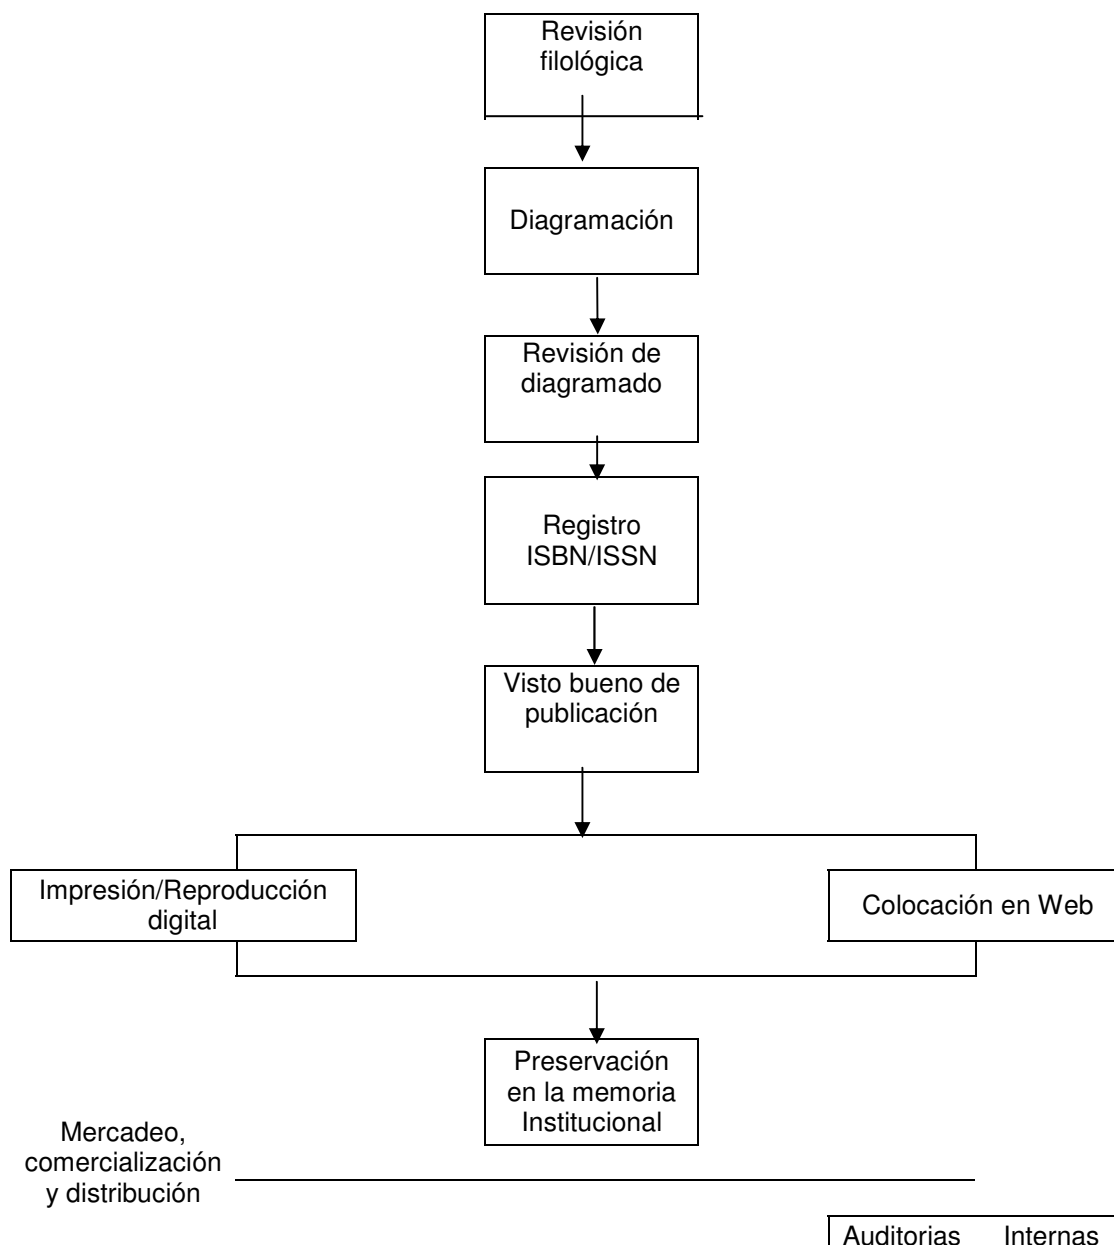 Revisión
filológica
Diagramación
Revisión de
diagramado
Registro
ISBN/ISSN
Visto bueno de
publicación
Impresión/Reproducción
digital
Colocación en Web
Preservación
en la memoria
Institucional
Mercadeo,
comercialización
y distribución
Auditorias Internas